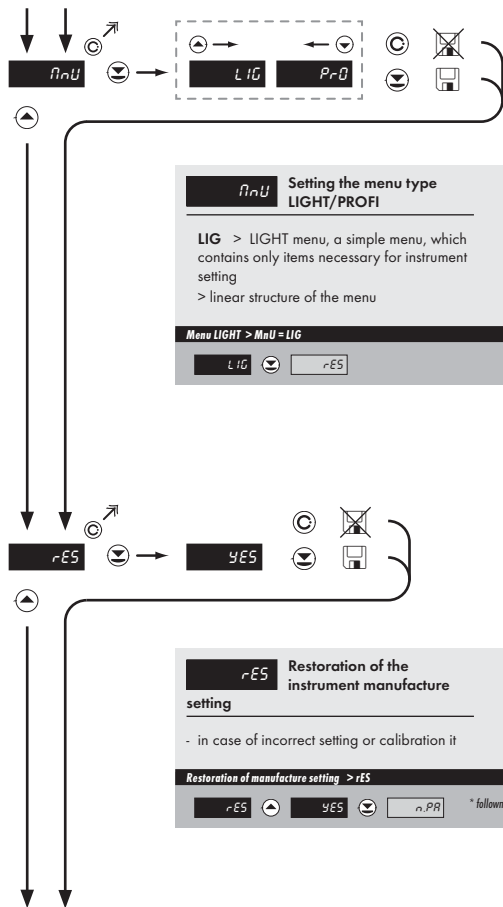 MnU
LIG PrO
MnU Setting the menu type
LIGHT/PROFI
LIG > LIGHT menu, a simple menu, which
contains only items necessary for instrument
setting
> linear structure of the menu
Menu LIGHT > MnU = LIG
LIG rES
rES
YES
rES Restoration of the
instrument manufacture
setting
- in case of incorrect setting or calibration it
Restoration of manufacture setting > rES
rES YES n.PA * follown